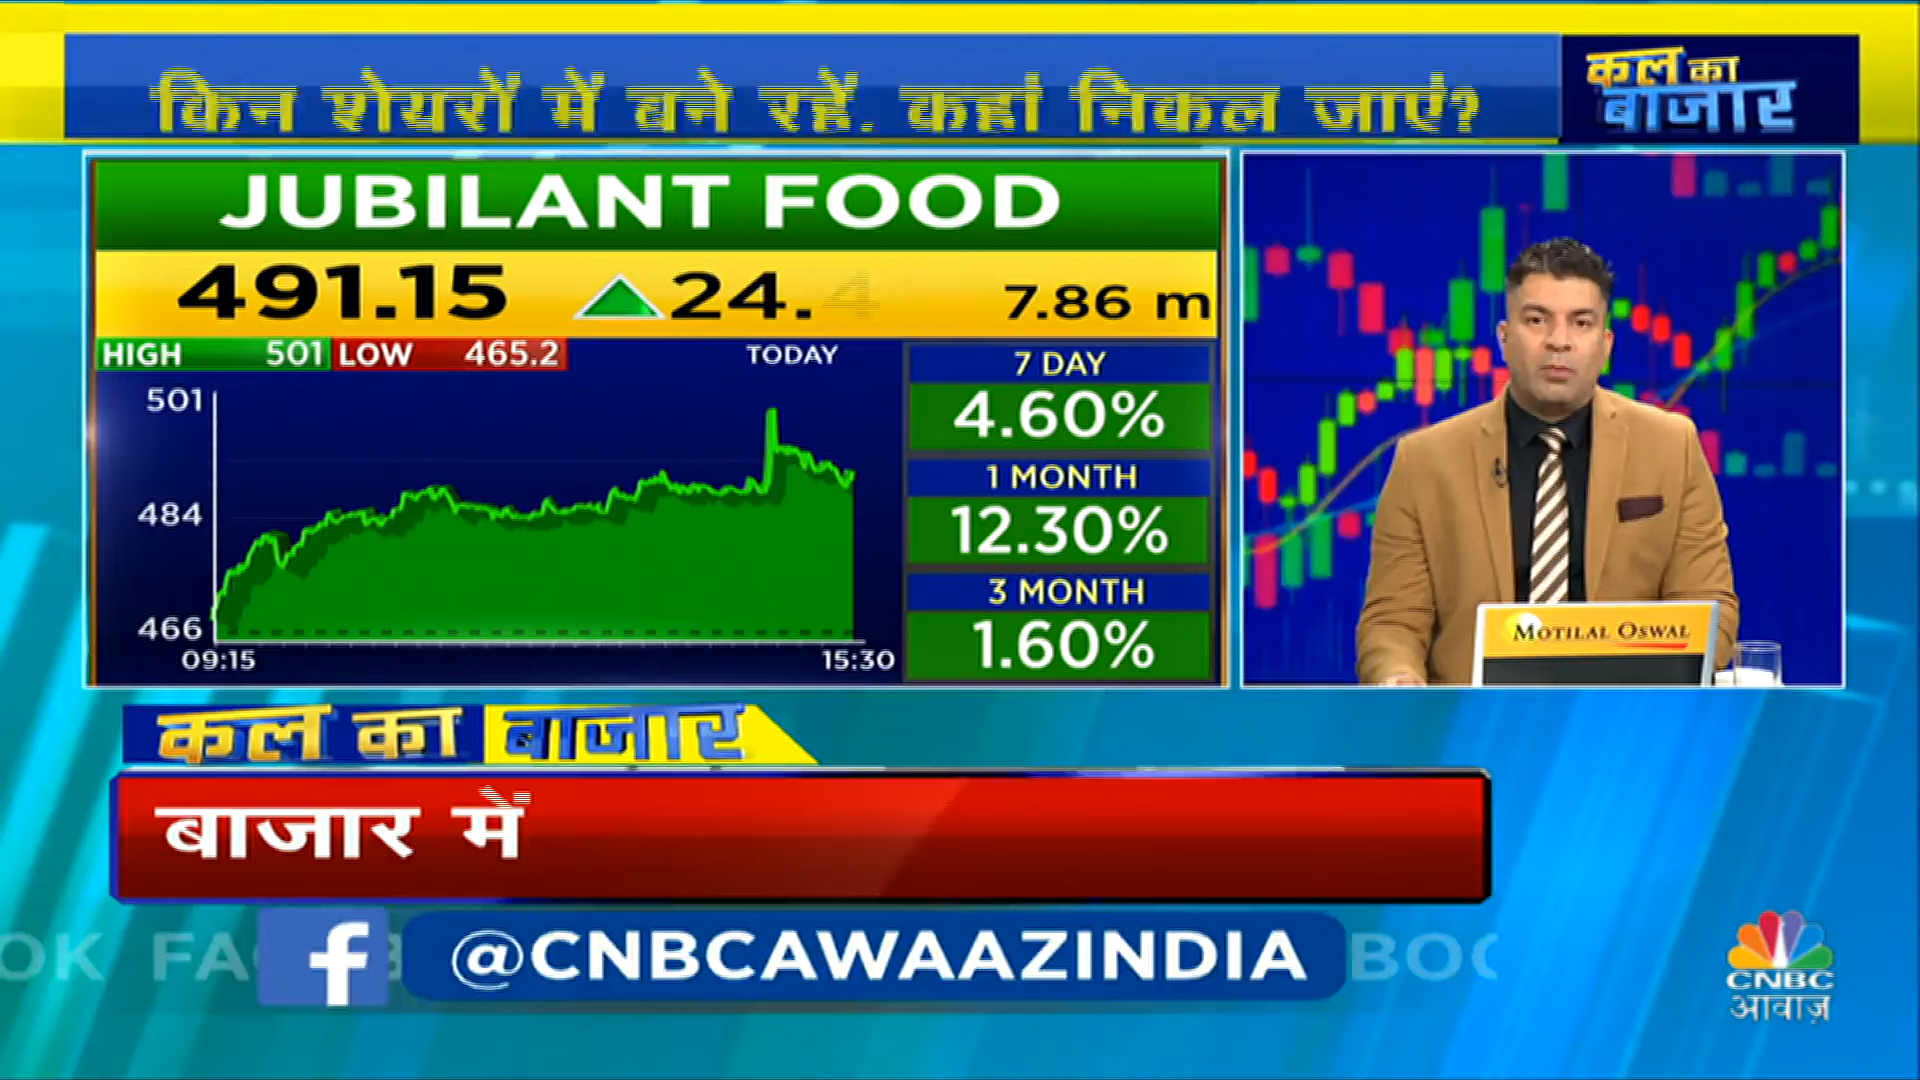 किन शेयरों में बने रहें. कहां निकल जाएं?
कल का
बाजार
JUBILANT FOOD
491.15 24. 7.86 m
HIGH 501 LOW 465.2 TODAY
501
484
466
09:15 15:30
7 DAY
4.60%
1 MONTH
12.30%
3 MONTH
1.60%
MOTILAL OSWAL
कल का बाजार
बाजार में
f @CNBCAWAAZINDIA
CNBC
आवाज़